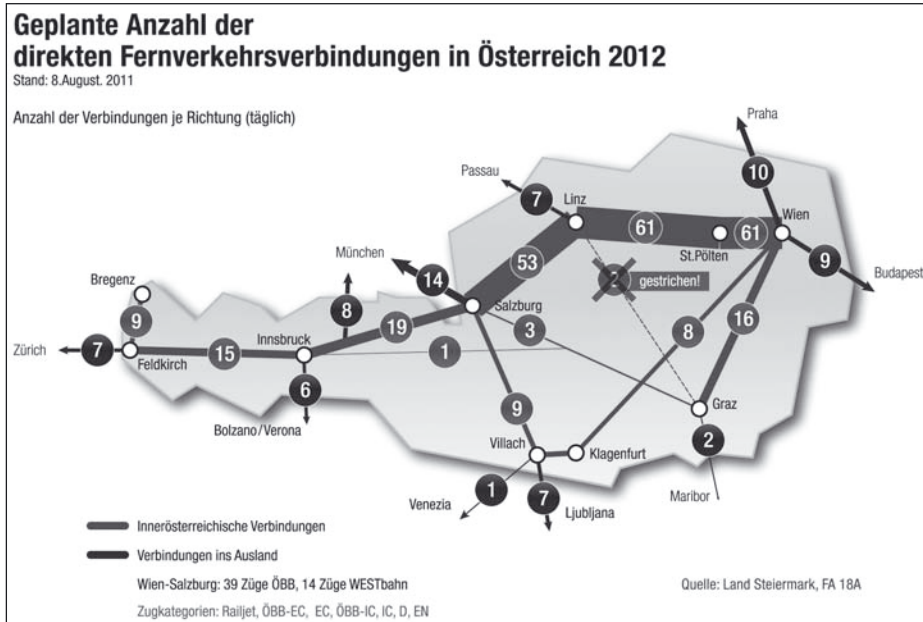 Geplante Anzahl der
direkten Fernverkehrsverbindungen in Österreich 2012
Stand: 8.August. 2011
Anzahl der Verbindungen je Richtung (täglich)
Praha
10
Passau
7
Linz
61
61
Wien
St.Pölten
9
Budapest
München
14
53
2
gestrichen!
Bregenz
9
8
Salzburg
19
3
8
16
Zürich
7
Feldkirch
15
Innsbruck
1
6
Bolzano/Verona
9
Graz
2
Villach
Klagenfurt
Venezia
1
7
Ljubljana
Maribor
Innerösterreichische Verbindungen
Verbindungen ins Ausland
Wien-Salzburg: 39 Züge ÖBB, 14 Züge WESTbahn
Quelle: Land Steiermark, FA 18A
Zugkategorien: Railjet, ÖBB-EC, EC, ÖBB-IC, IC, D, EN